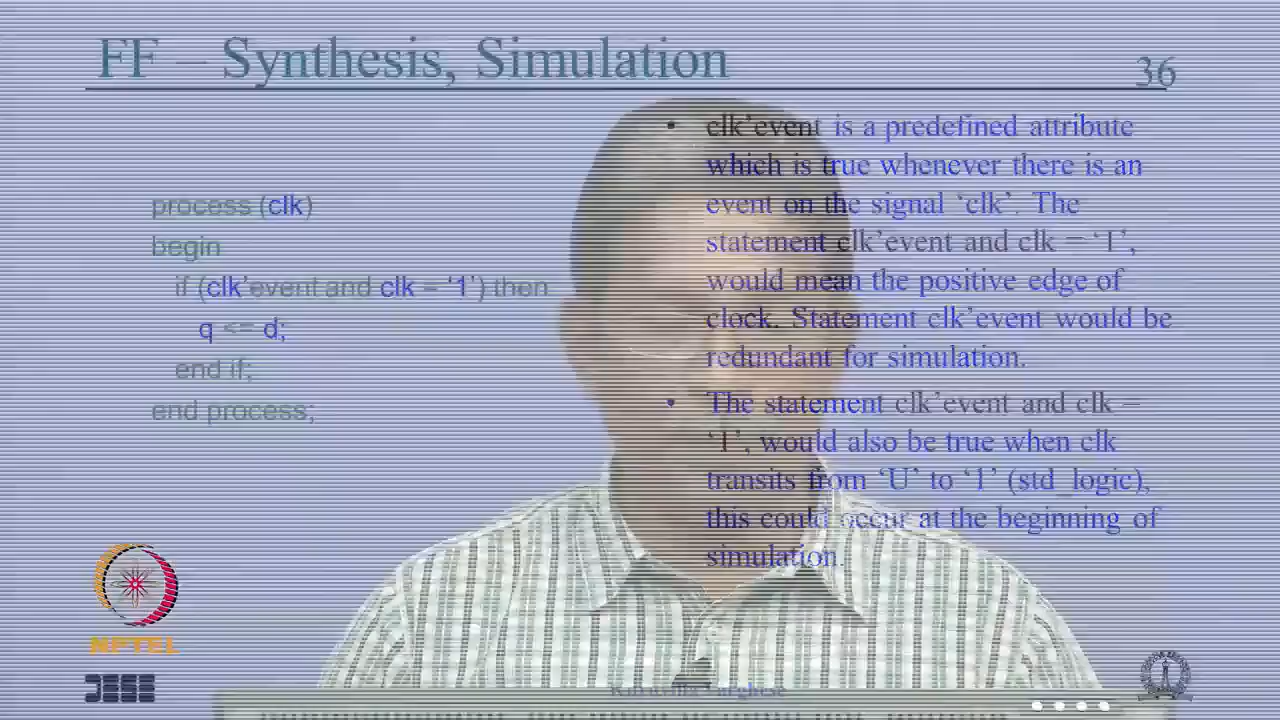 FF – Synthesis, Simulation
36
process (clk)
begin
if (clk'event and clk = '1') then
q <= d;
end if;
end process;
• clk'event is a predefined attribute
which is true whenever there is an
event on the signal 'clk'. The
statement clk'event and clk = '1',
would mean the positive edge of
clock. Statement clk'event would be
redundant for simulation.
• The statement clk'event and clk =
'1', would also be true when clk
transits from 'U' to '1' (std_logic),
this could occur at the beginning of
simulation.
NPTEL
Kuruvilla Varghese